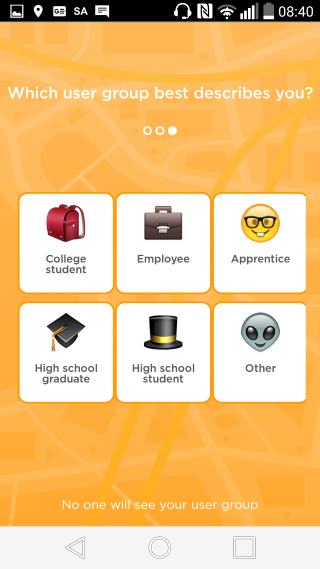 SA 08:40
Which user group best describes you?
College
student
Employee
Apprentice
High school
graduate
High school
student
Other
No one will see your user group